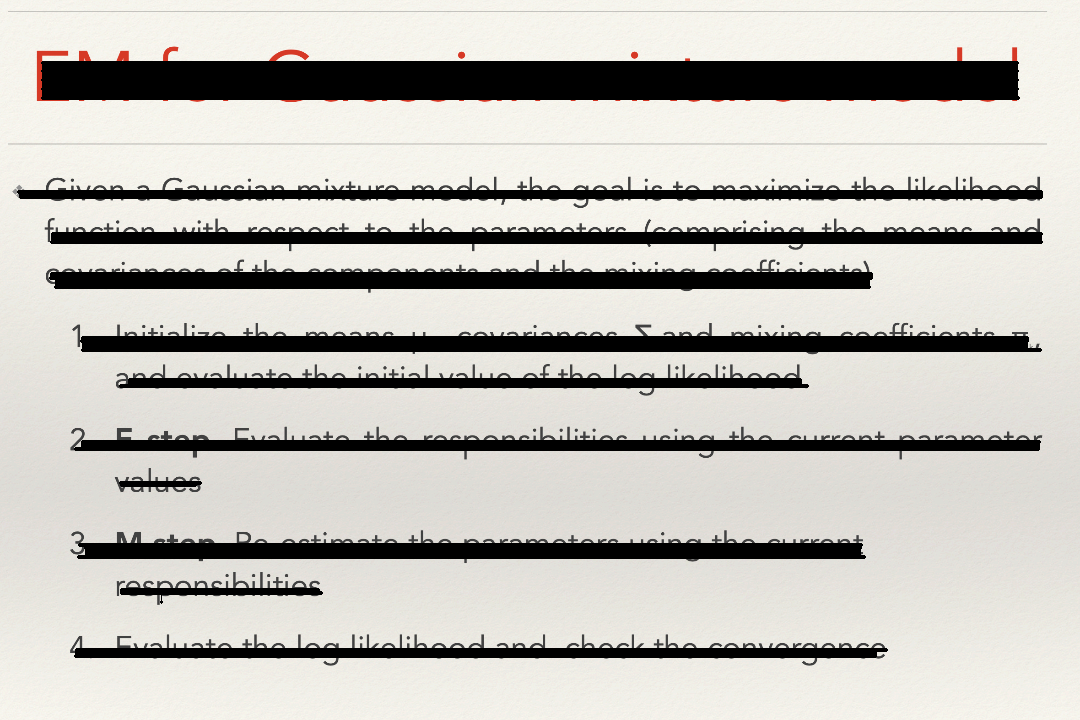 EM for Gaussian mixture model
Given a Gaussian mixture model, the goal is to maximize the likelihood
function with respect to the parameters (comprising the means and
covariances of the components and the mixing coefficients)
1. Initialize the means μ, covariances Σ and mixing coefficients π,
and evaluate the initial value of the log likelihood.
2. E step. Evaluate the responsibilities using the current parameter
values
3. M step. Re-estimate the parameters using the current
responsibilities
4. Evaluate the log likelihood and check the convergence